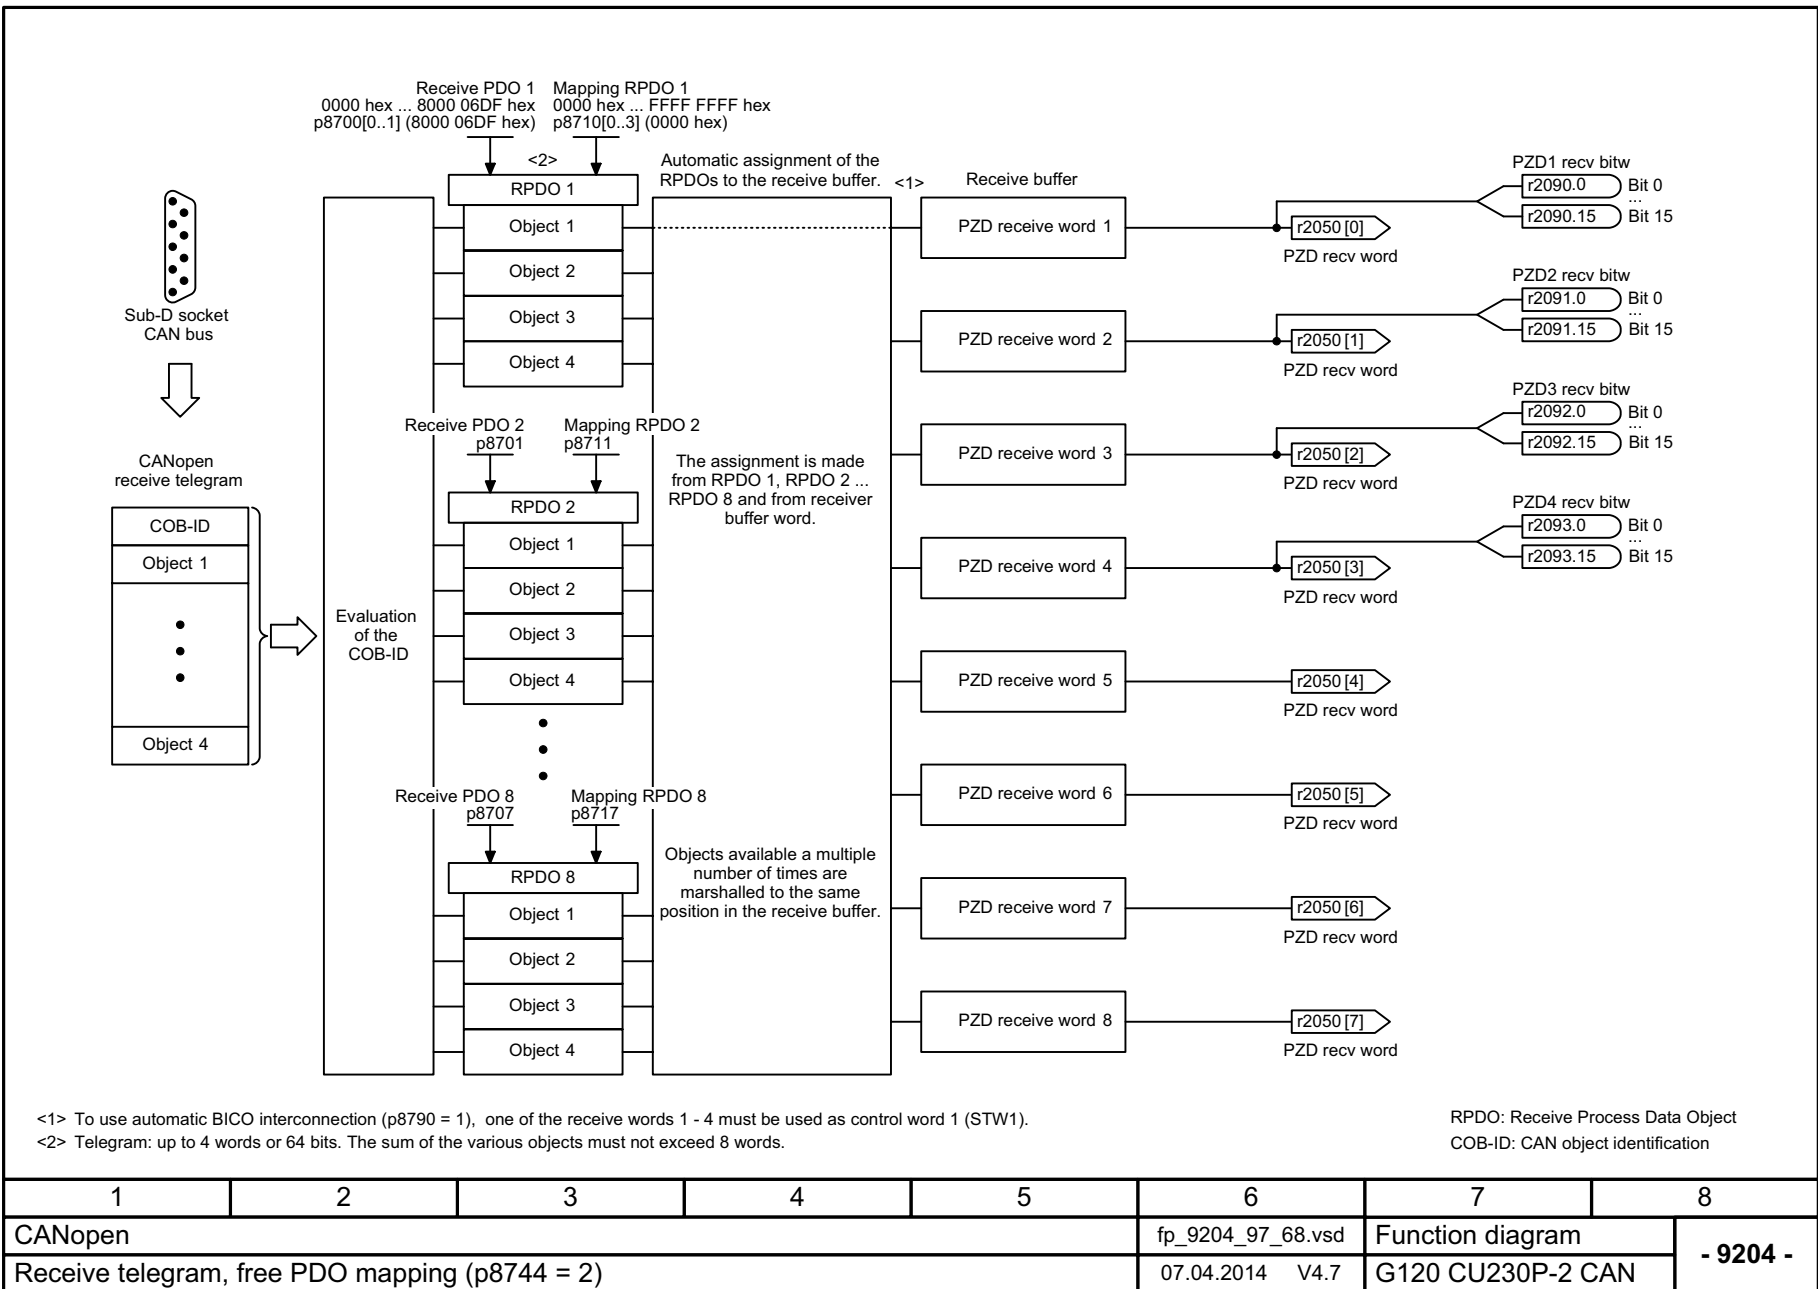 Receive PDO 1
0000 hex ... 8000 06DF hex
p8700[0..1] (8000 06DF hex)
Mapping RPDO 1
0000 hex ... FFFF FFFF hex
p8710[0..3] (0000 hex)
<2>
RPDO 1
Object 1
Object 2
Object 3
Object 4
Automatic assignment of the
RPDOs to the receive buffer.
<1>
Receive buffer
Sub-D socket
CAN bus
CANopen
receive telegram
COB-ID
Object 1
Object 4
Evaluation
of the
COB-ID
Receive PDO 2
p8701
Mapping RPDO 2
p8711
RPDO 2
Object 1
Object 2
Object 3
Object 4
The assignment is made
from RPDO 1, RPDO 2 ...
RPDO 8 and from receiver
buffer word.
Receive PDO 8
p8707
Mapping RPDO 8
p8717
RPDO 8
Object 1
Object 2
Object 3
Object 4
Objects available a multiple
number of times are
marshalled to the same
position in the receive buffer.
PZD receive word 1
r2050 [0]
PZD recv word
PZD1 recv bitw
r2090.0 Bit 0
...
r2090.15 Bit 15
PZD receive word 2
r2050 [1]
PZD recv word
PZD2 recv bitw
r2091.0 Bit 0
...
r2091.15 Bit 15
PZD receive word 3
r2050 [2]
PZD recv word
PZD3 recv bitw
r2092.0 Bit 0
...
r2092.15 Bit 15
PZD receive word 4
r2050 [3]
PZD recv word
PZD4 recv bitw
r2093.0 Bit 0
...
r2093.15 Bit 15
PZD receive word 5
r2050 [4]
PZD recv word
PZD receive word 6
r2050 [5]
PZD recv word
PZD receive word 7
r2050 [6]
PZD recv word
PZD receive word 8
r2050 [7]
PZD recv word
<1> To use automatic BICO interconnection (p8790 = 1), one of the receive words 1 - 4 must be used as control word 1 (STW1).
<2> Telegram: up to 4 words or 64 bits. The sum of the various objects must not exceed 8 words.
RPDO: Receive Process Data Object
COB-ID: CAN object identification
1 2 3 4 5 6 7 8
CANopen
fp_9204_97_68.vsd
Function diagram
- 9204 -
Receive telegram, free PDO mapping (p8744 = 2)
07.04.2014 V4.7
G120 CU230P-2 CAN